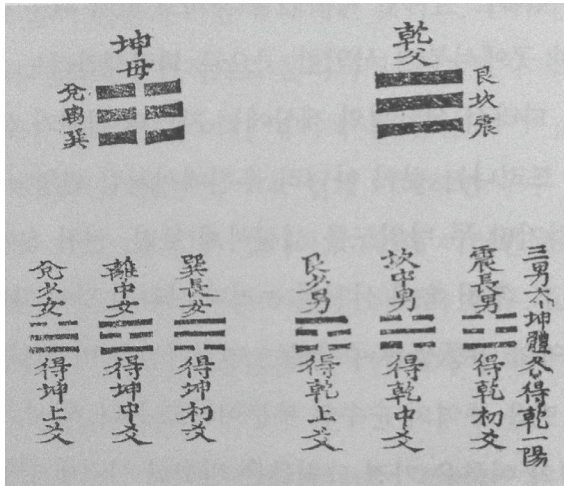 乾父
艮坎震
坤母
兌離巽
三男本坤體各得乾一陽
震長男
得乾初爻
坎中男
得乾中爻
艮少男
得乾上爻
巽長女
得坤初爻
離中女
得坤中爻
兌少女
得坤上爻